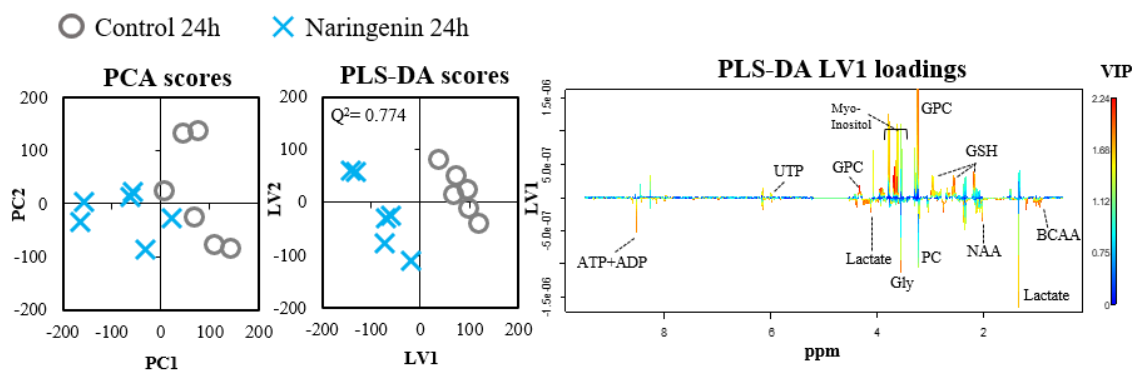 Control 24h
Naringenin 24h
PCA scores
200
100
0
-100
-200
PC2
-200
-100
0
100
200
PC1
PLS-DA scores
Q²= 0.774
200
100
0
-100
-200
LV2
-200
-100
0
100
200
LV1
PLS-DA LV1 loadings
LV1
1.5e-06
5.0e-07
-5.0e-07
-1.5e-06
LV1
Myo-
Inositol
GPC
GSH
UTP
GPC
ATP+ADP
Lactate
Gly
PC
NAA
BCAA
Lactate
8
6
4
2
ppm
VIP
2.24
1.68
1.12
0.75
0